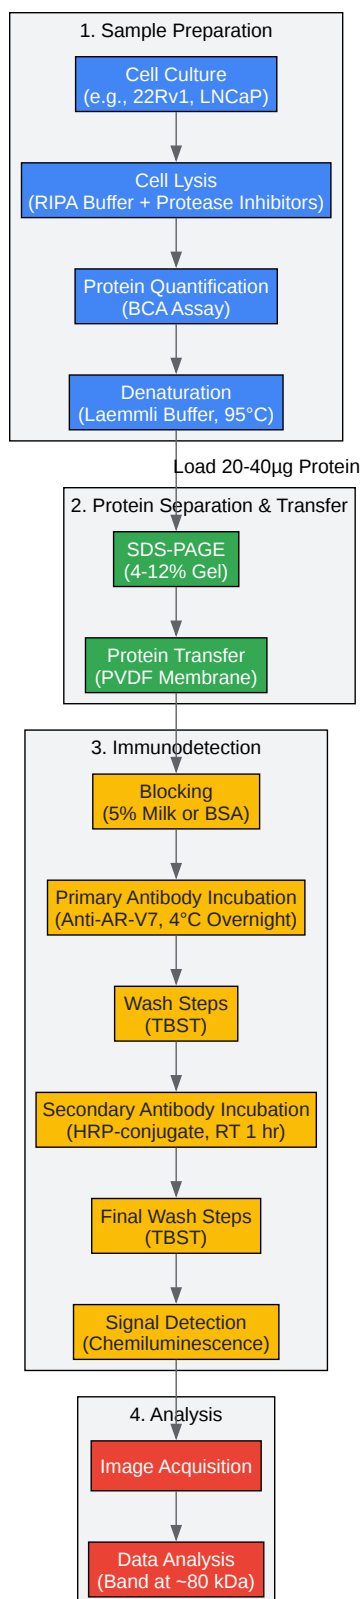 1. Sample Preparation
Cell Culture
(e.g., 22Rv1, LNCaP)
Cell Lysis
(RIPA Buffer + Protease Inhibitors)
Protein Quantification
(BCA Assay)
Denaturation
(Laemmli Buffer, 95°C)
Load 20-40µg Protein
2. Protein Separation & Transfer
SDS-PAGE
(4-12% Gel)
Protein Transfer
(PVDF Membrane)
3. Immunodetection
Blocking
(5% Milk or BSA)
Primary Antibody Incubation
(Anti-AR-V7, 4°C Overnight)
Wash Steps
(TBST)
Secondary Antibody Incubation
(HRP-conjugate, RT 1 hr)
Final Wash Steps
(TBST)
Signal Detection
(Chemiluminescence)
4. Analysis
Image Acquisition
Data Analysis
(Band at ~80 kDa)